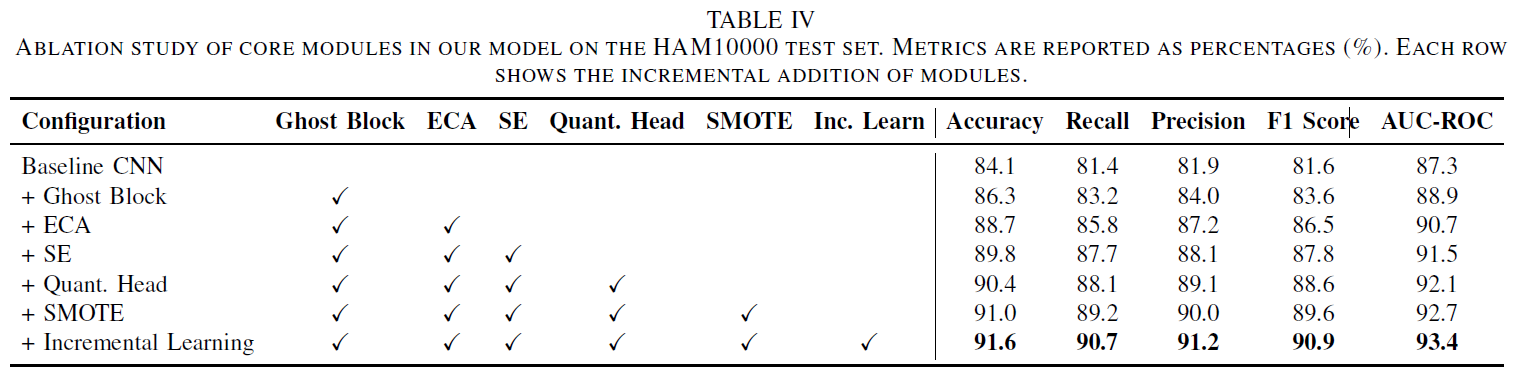 TABLE IV
ABLATION STUDY OF CORE MODULES IN OUR MODEL ON THE HAM10000 TEST SET. METRICS ARE REPORTED AS PERCENTAGES (%). EACH ROW
SHOWS THE INCREMENTAL ADDITION OF MODULES.
Configuration Ghost Block ECA SE Quant. Head SMOTE Inc. Learn Accuracy Recall Precision F1 Score AUC-ROC
Baseline CNN 84.1 81.4 81.9 81.6 87.3
+ Ghost Block ✓ 86.3 83.2 84.0 83.6 88.9
+ ECA ✓ ✓ 88.7 85.8 87.2 86.5 90.7
+ SE ✓ ✓ ✓ 89.8 87.7 88.1 87.8 91.5
+ Quant. Head ✓ ✓ ✓ ✓ 90.4 88.1 89.1 88.6 92.1
+ SMOTE ✓ ✓ ✓ ✓ ✓ 91.0 89.2 90.0 89.6 92.7
+ Incremental Learning ✓ ✓ ✓ ✓ ✓ ✓ 91.6 90.7 91.2 90.9 93.4